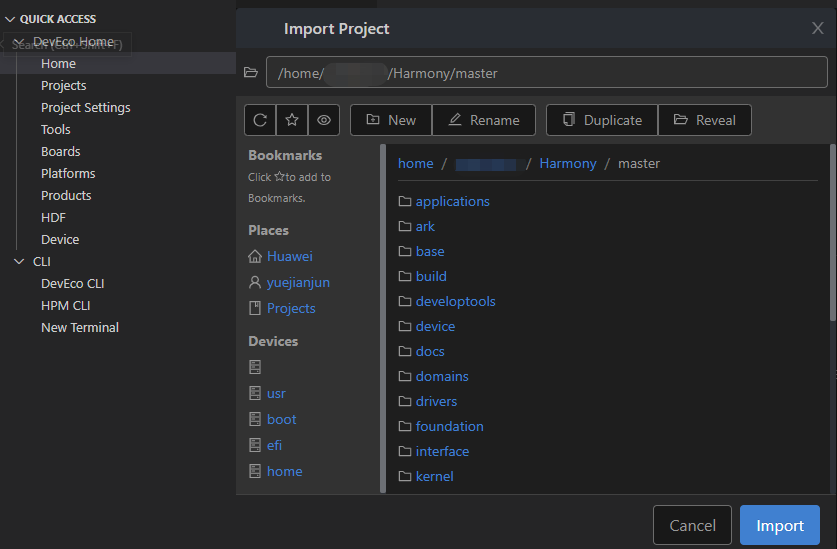 QUICK ACCESS
DevEco Home
Search (Ctrl+Shift+F)
Home
Projects
Project Settings
Tools
Boards
Platforms
Products
HDF
Device
CLI
DevEco CLI
HPM CLI
New Terminal
Import Project
X
/home/ /Harmony/master
New Rename Duplicate Reveal
Bookmarks
Click ☆to add to
Bookmarks.
Places
Huawei
yuejianjun
Projects
Devices
usr
boot
efi
home
home / / Harmony / master
applications
ark
base
build
developtools
device
docs
domains
drivers
foundation
interface
kernel
Cancel Import